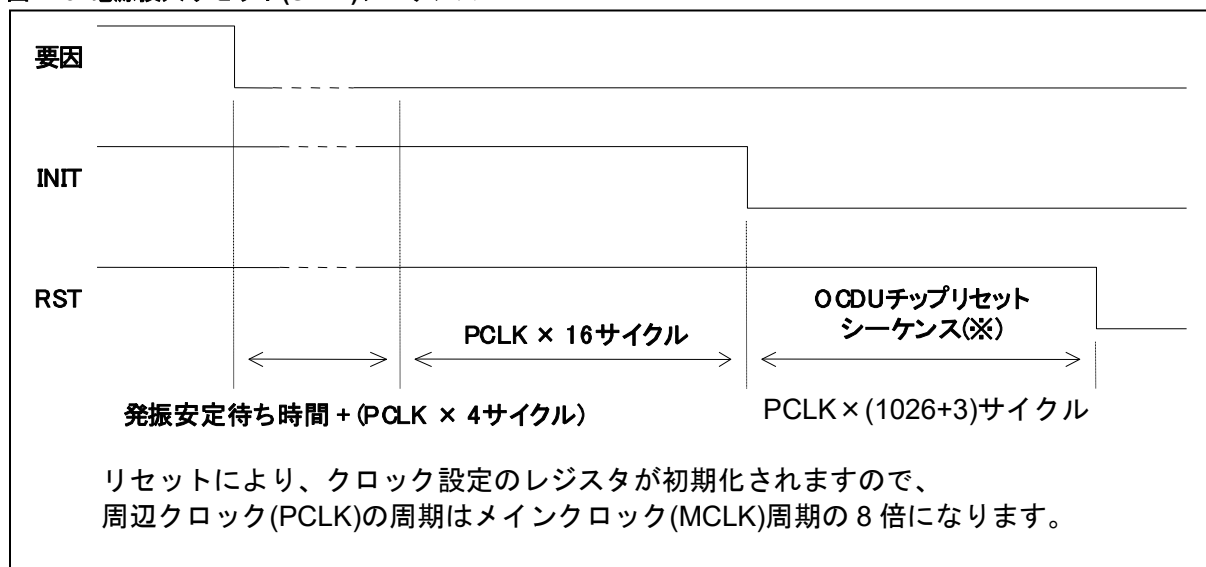 要因
INIT
RST
OCDUチップリセット
シーケンス(※)
PCLK × 16サイクル
発振安定待ち時間 + (PCLK × 4サイクル)
PCLK×(1026+3)サイクル
リセットにより、クロック設定のレジスタが初期化されますので、
周辺クロック(PCLK)の周期はメインクロック(MCLK)周期の 8 倍になります。